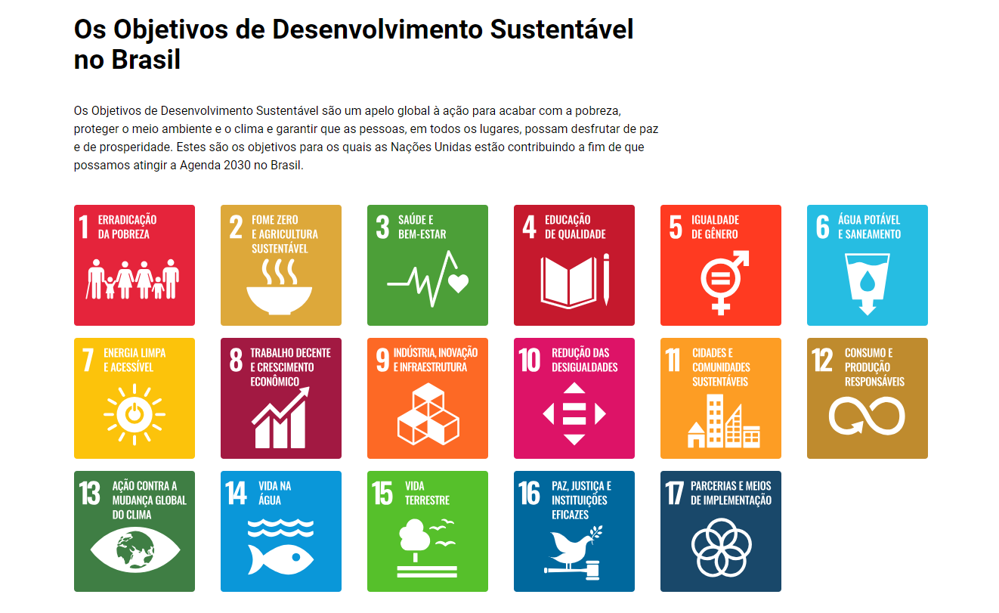 Os Objetivos de Desenvolvimento Sustentável
no Brasil
Os Objetivos de Desenvolvimento Sustentável são um apelo global à ação para acabar com a pobreza,
proteger o meio ambiente e o clima e garantir que as pessoas, em todos os lugares, possam desfrutar de paz
e de prosperidade. Estes são os objetivos para os quais as Nações Unidas estão contribuindo a fim de que
possamos atingir a Agenda 2030 no Brasil.
1 ERRADICAÇÃO
DA POBREZA
2 FOME ZERO
E AGRICULTURA
SUSTENTÁVEL
3 SAÚDE E
BEM-ESTAR
4 EDUCAÇÃO
DE QUALIDADE
5 IGUALDADE
DE GÊNERO
6 ÁGUA POTÁVEL
E SANEAMENTO
7 ENERGIA LIMPA
E ACESSÍVEL
8 TRABALHO DECENTE
E CRESCIMENTO
ECONÔMICO
9 INDÚSTRIA, INOVAÇÃO
E INFRAESTRUTURA
10 REDUÇÃO DAS
DESIGUALDADES
11 CIDADES E
COMUNIDADES
SUSTENTÁVEIS
12 CONSUMO E
PRODUÇÃO
RESPONSÁVEIS
13 AÇÃO CONTRA A
MUDANÇA GLOBAL
DO CLIMA
14 VIDA NA
ÁGUA
15 VIDA
TERRESTRE
16 PAZ, JUSTIÇA E
INSTITUIÇÕES
EFICAZES
17 PARCERIAS E MEIOS
DE IMPLEMENTAÇÃO